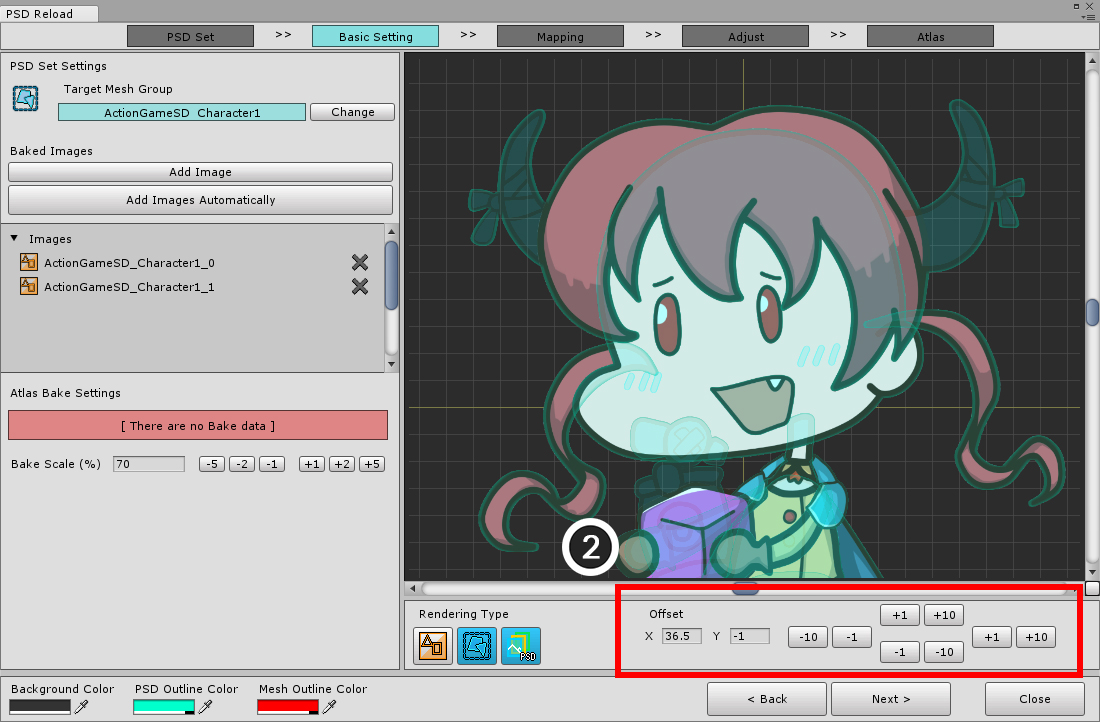 PSD Reload
PSD Set >> Basic Setting >> Mapping >> Adjust >> Atlas
PSD Set Settings
Target Mesh Group
ActionGameSD_Character1 Change
Baked Images
Add Image
Add Images Automatically
Images
ActionGameSD_Character1_0
ActionGameSD_Character1_1
Atlas Bake Settings
[ There are no Bake data ]
Bake Scale (%) 70 -5 -2 -1 +1 +2 +5
2
Rendering Type
PSD
Offset
X 36.5 Y -1
-10 -1
+1 +10
-1 -10
+1 +10
Background Color PSD Outline Color Mesh Outline Color
< Back Next > Close